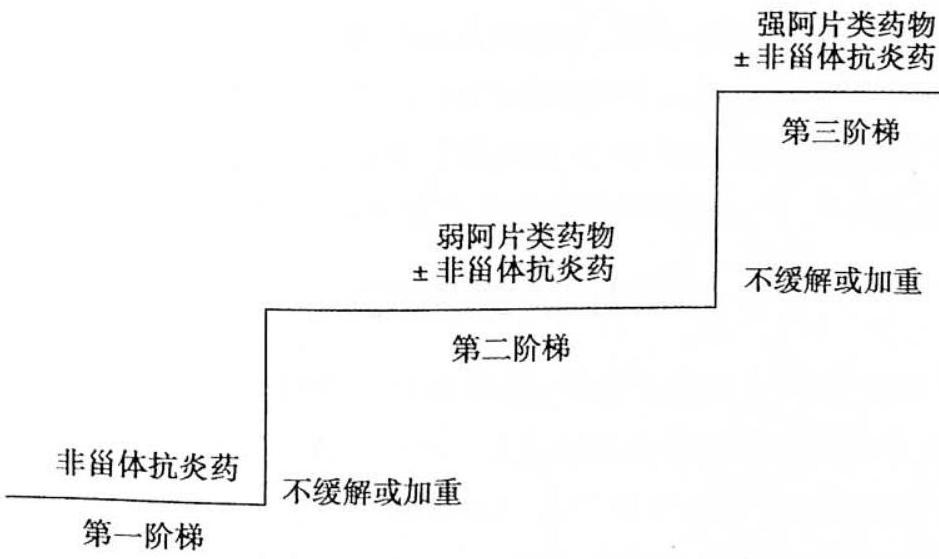 强阿片类药物
± 非甾体抗炎药
第三阶梯
弱阿片类药物
± 非甾体抗炎药
不缓解或加重
第二阶梯
非甾体抗炎药
不缓解或加重
第一阶梯